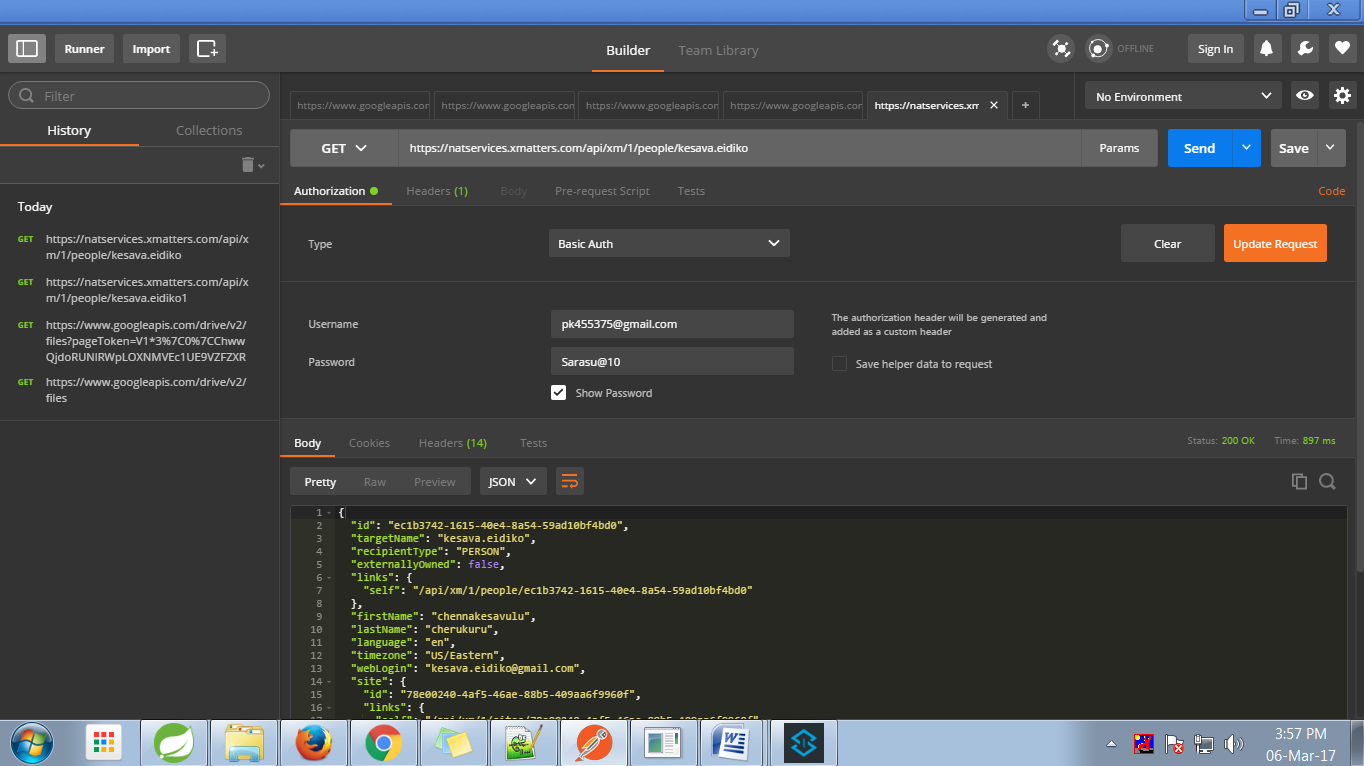 Runner
Import
Builder
Team Library
OFFLINE
Sign In
Filter
History
Collections
Today
GET https://natservices.xmatters.com/api/x
m/1/people/kesava.eidiko
GET https://natservices.xmatters.com/api/x
m/1/people/kesava.eidiko1
GET https://www.googleapis.com/drive/v2/
files?pageToken=V1*3%7C0%7CChww
QjdoRUNIRWpLOXNMVEc1UE9VZFZXR
GET https://www.googleapis.com/drive/v2/
files
https://www.googleapis.con
https://www.googleapis.con
https://www.googleapis.com
https://www.googleapis.com
https://natservices.xm
No Environment
GET
https://natservices.xmatters.com/api/xm/1/people/kesava.eidiko
Params
Send
Save
Authorization
Headers (1)
Body
Pre-request Script
Tests
Code
Type
Basic Auth
Clear
Update Request
Username
pk455375@gmail.com
The authorization header will be generated and
added as a custom header
Password
Sarasu@10
Save helper data to request
Show Password
Body
Cookies
Headers (14)
Tests
Status: 200 OK
Time: 897 ms
Pretty
Raw
Preview
JSON
1 {
2 "id": "ec1b3742-1615-40e4-8a54-59ad10bf4bd0",
3 "targetName": "kesava.eidiko",
4 "recipientType": "PERSON",
5 "externallyOwned": false,
6 "links": {
7 "self": "/api/xm/1/people/ec1b3742-1615-40e4-8a54-59ad10bf4bd0"
8 },
9 "firstName": "chennakesavulu",
10 "lastName": "cherukuru",
11 "language": "en",
12 "timezone": "US/Eastern",
13 "webLogin": "kesava.eidiko@gmail.com",
14 "site": {
15 "id": "78e00240-4af5-46ae-88b5-409aa6f9960f",
16 "links": {
3:57 PM
06-Mar-17